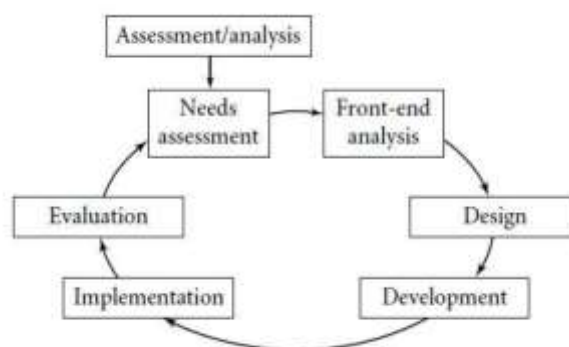 Assessment/analysis
Needs
assessment
Front-end
analysis
Evaluation
Design
Implementation
Development